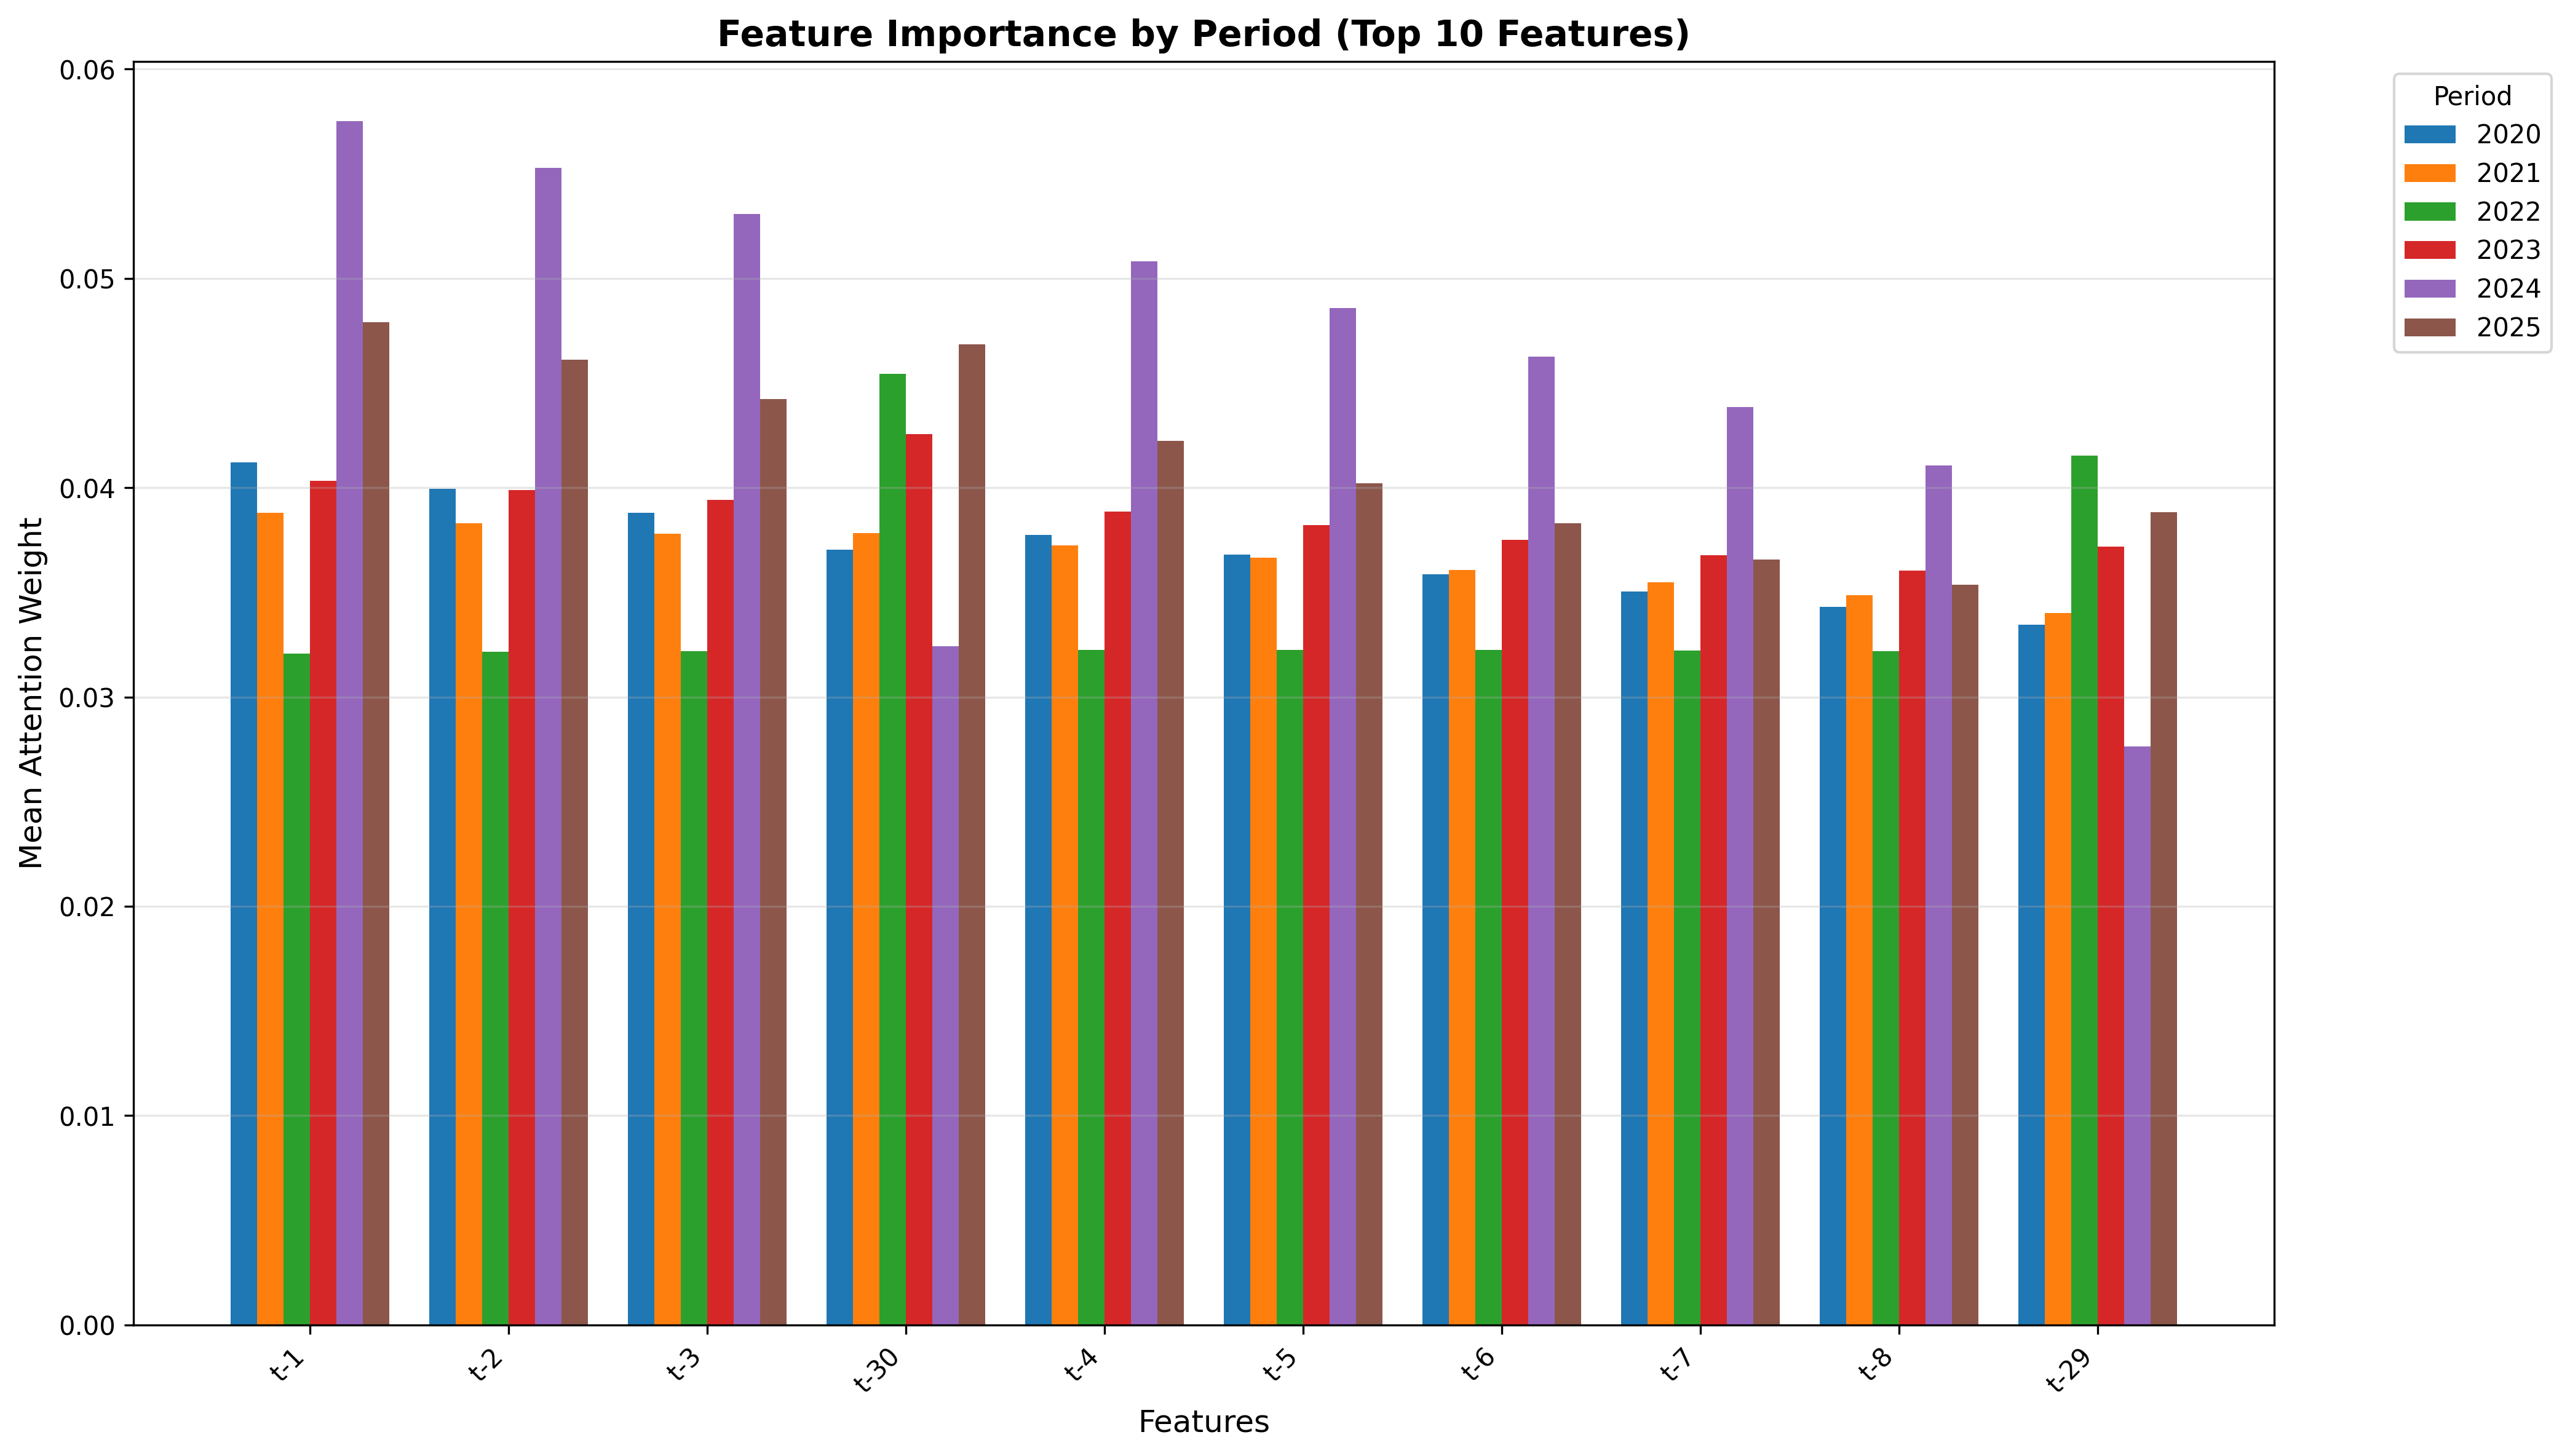 Feature Importance by Period (Top 10 Features)
Mean Attention Weight
0.06
0.05
0.04
0.03
0.02
0.01
0.00
t-1
t-2
t-3
t-30
t-4
t-5
t-6
t-7
t-8
t-29
Features
Period
2020
2021
2022
2023
2024
2025